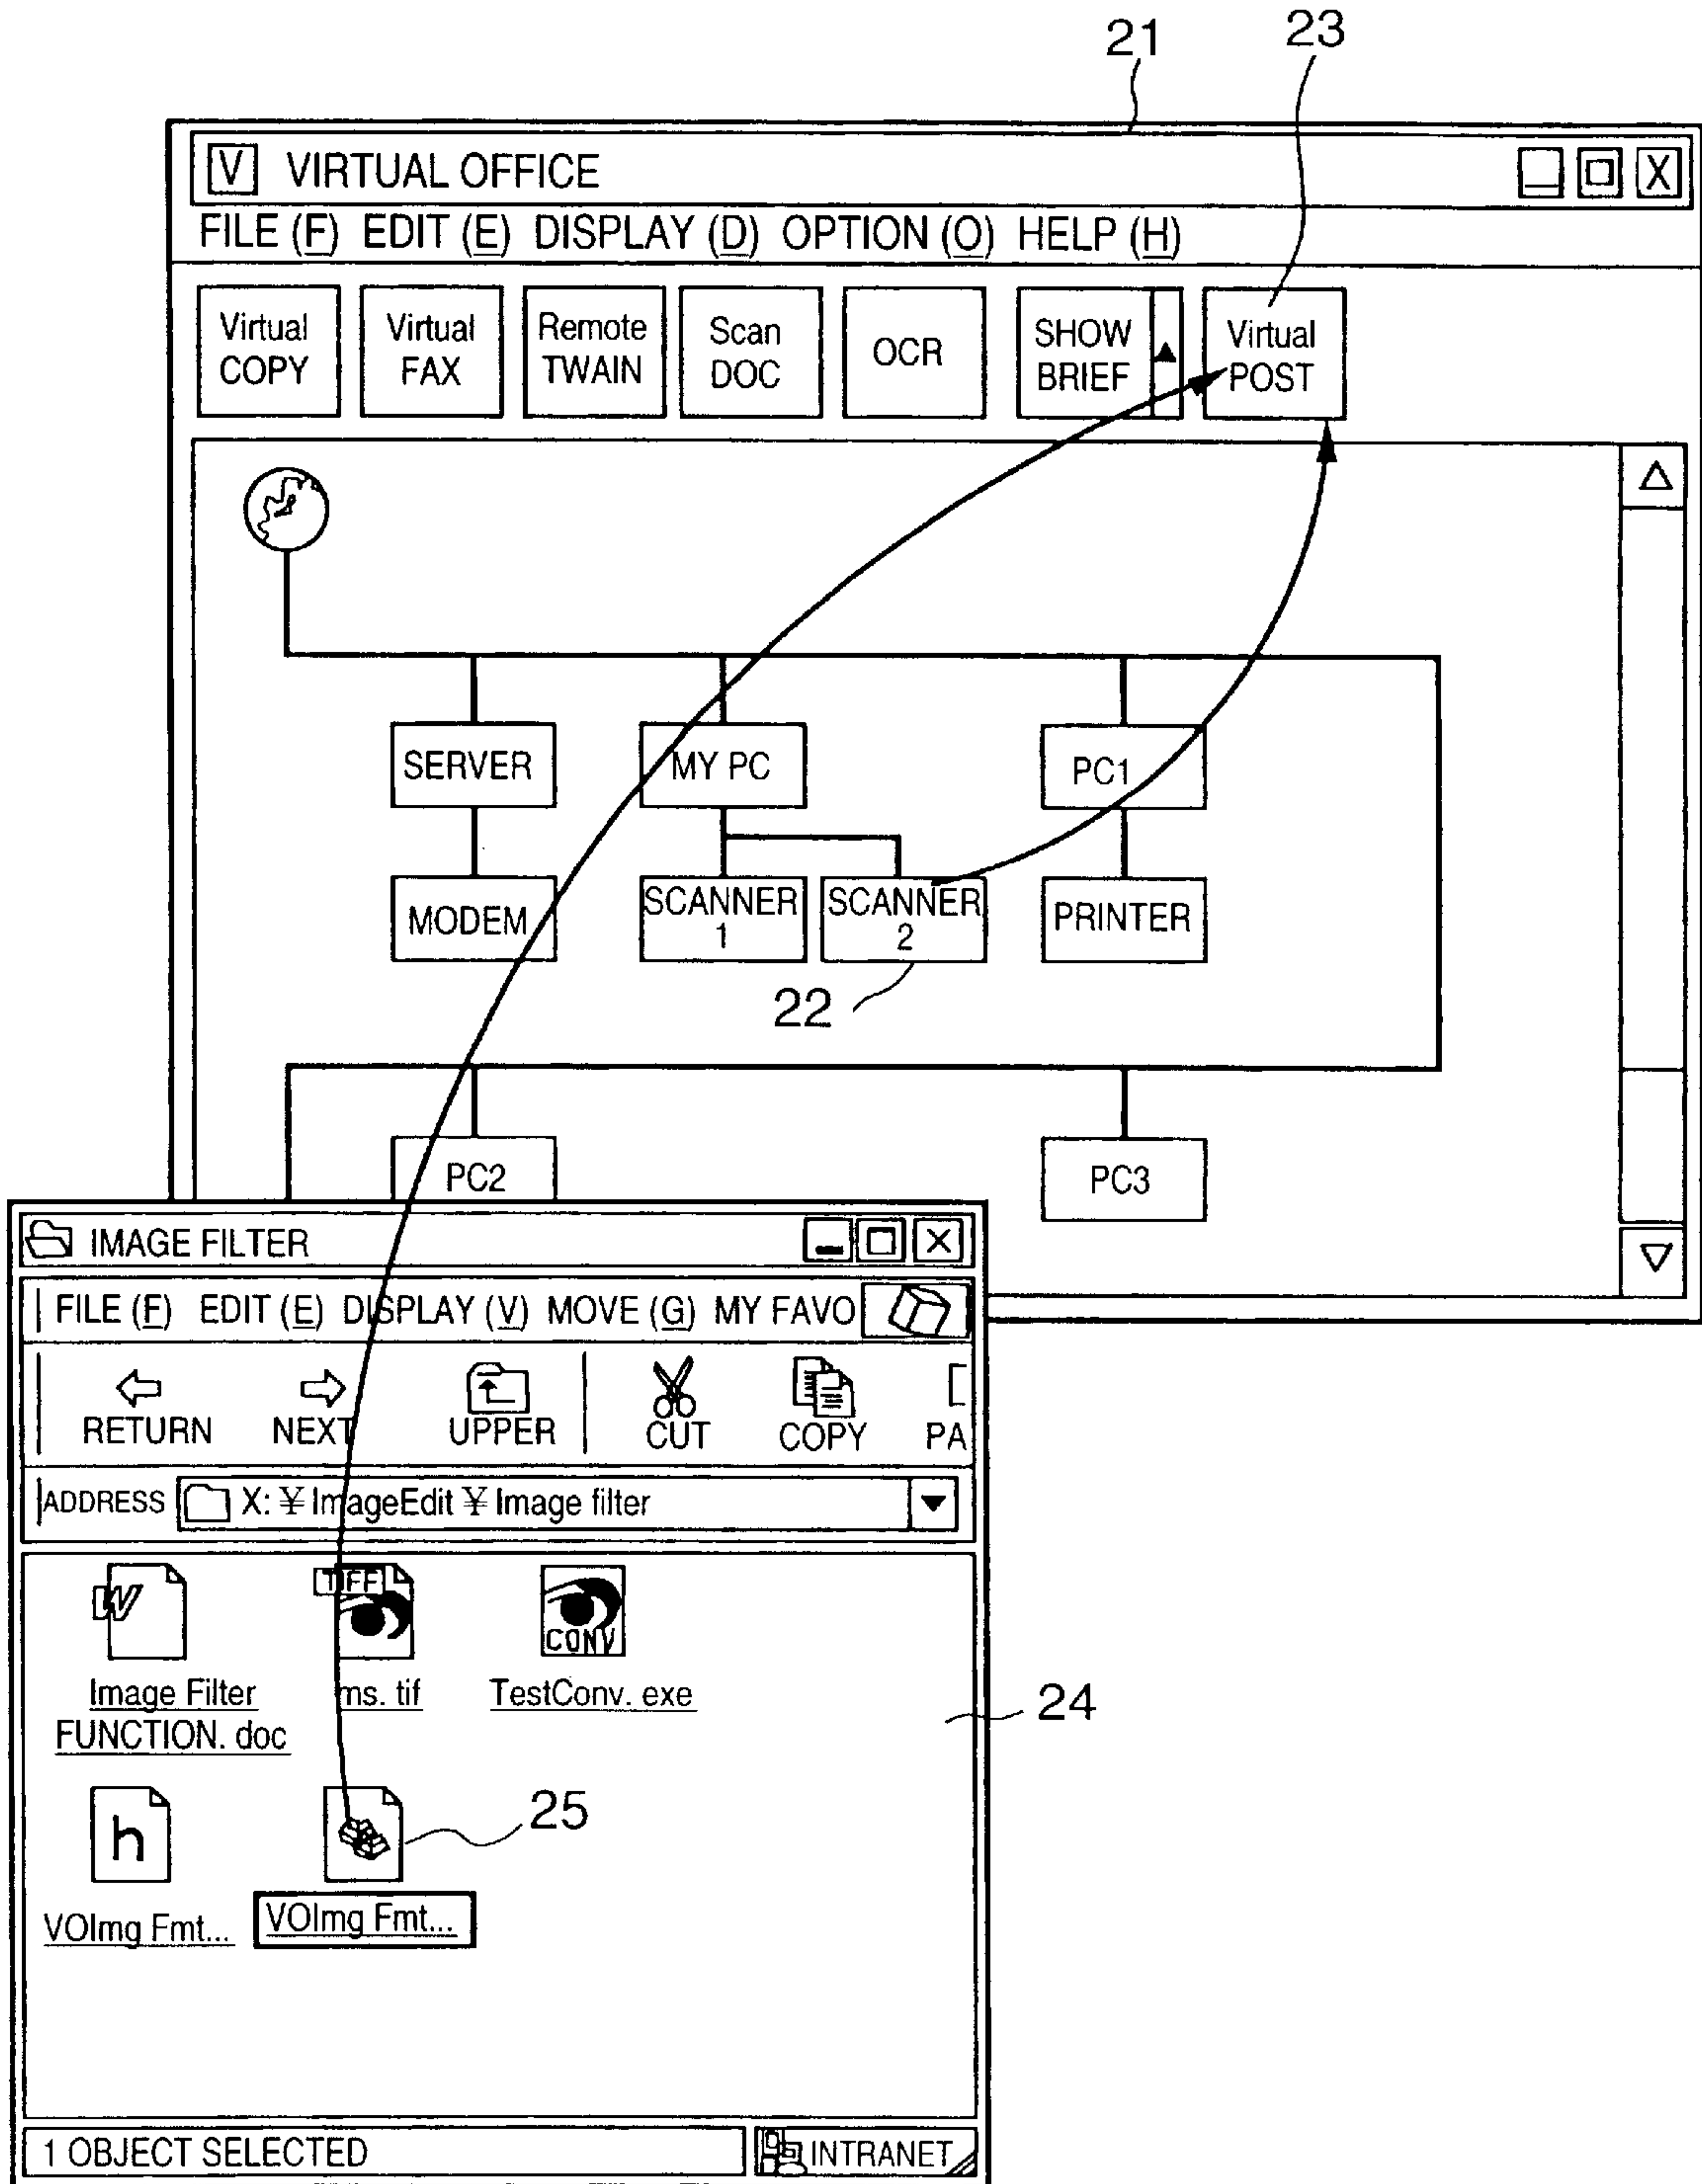 21 23
V VIRTUAL OFFICE X
FILE (F) EDIT (E) DISPLAY (D) OPTION (O) HELP (H)
Virtual
COPY
Virtual
FAX
Remote
TWAIN
Scan
DOC
OCR
SHOW
BRIEF
Virtual
POST
SERVER
MY PC
PC1
MODEM
SCANNER
1
SCANNER
2
PRINTER
22
PC2
PC3
IMAGE FILTER
FILE (F) EDIT (E) DISPLAY (V) MOVE (G) MY FAVO
RETURN NEXT UPPER CUT COPY PA
ADDRESS X: ¥ ImageEdit ¥ Image filter
W
TIFF
CONV
Image Filter
FUNCTION. doc
ms. tif
TestConv. exe
24
h
25
VOImg Fmt...
VOImg Fmt...
1 OBJECT SELECTED
INTRANET